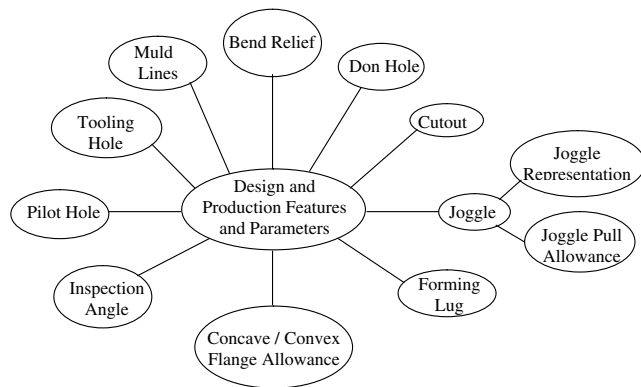 Bend Relief
Muld
Lines
Don Hole
Tooling
Hole
Cutout
Joggle
Representation
Design and
Production Features
and Parameters
Pilot Hole
Joggle
Joggle Pull
Allowance
Inspection
Angle
Forming
Lug
Concave / Convex
Flange Allowance